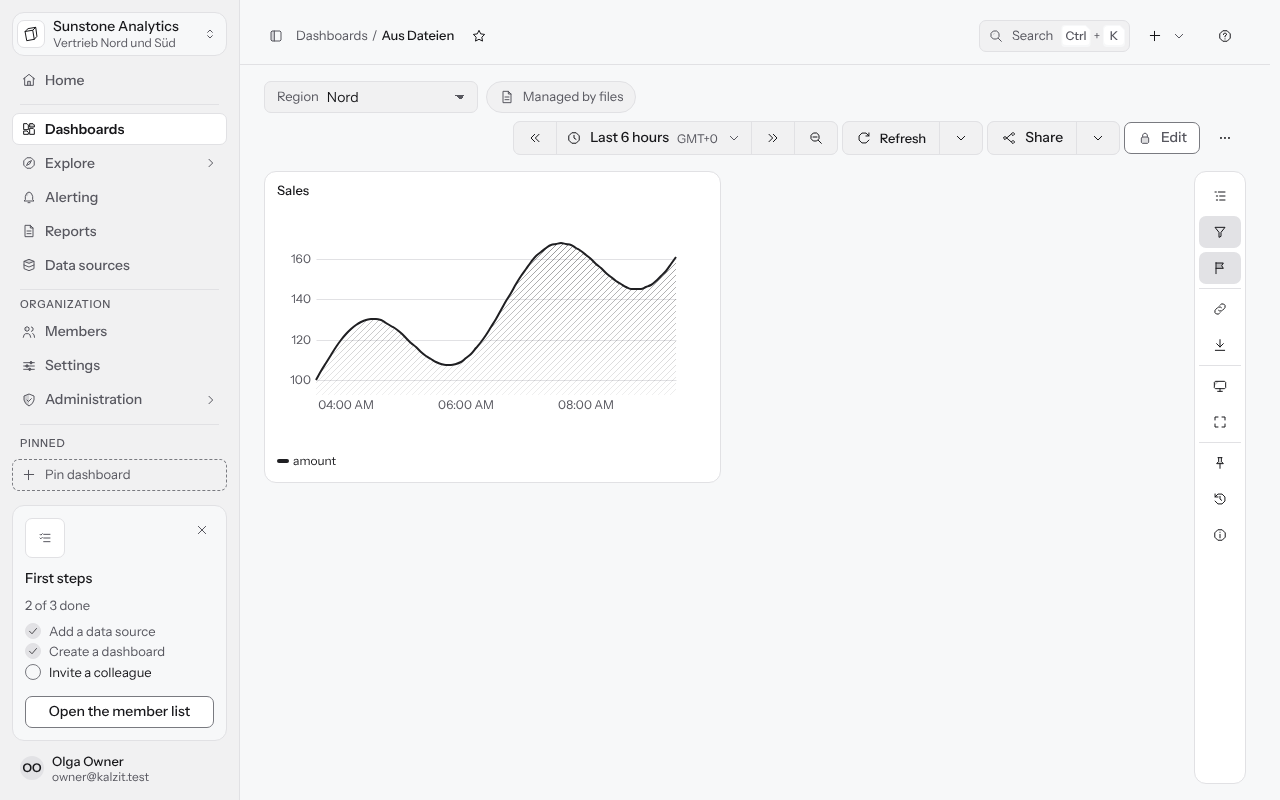 Sunstone Analytics
Vertrieb Nord und Süd
Home
Dashboards
Explore
Alerting
Reports
Data sources
ORGANIZATION
Members
Settings
Administration
PINNED
Pin dashboard
First steps
2 of 3 done
Add a data source
Create a dashboard
Invite a colleague
Open the member list
OO
Olga Owner
owner@kalzit.test
Dashboards / Aus Dateien
Search Ctrl + K
Region Nord
Managed by files
Last 6 hours GMT+0
Refresh
Share
Edit
Sales
160
140
120
100
04:00 AM 06:00 AM 08:00 AM
amount